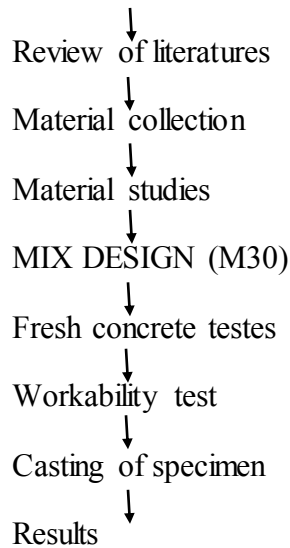 Review of literatures
Material collection
Material studies
MIX DESIGN (M30)
Fresh concrete testes
Workability test
Casting of specimen
Results